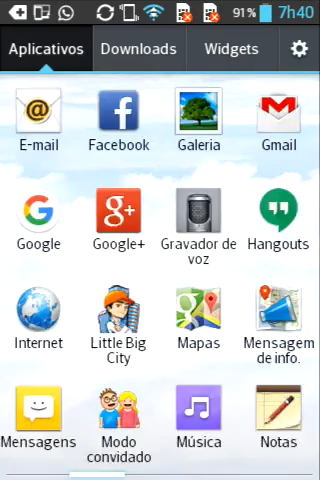 91% 7h40
Aplicativos Downloads Widgets
E-mail Facebook Galeria Gmail
Google Google+ Gravador de voz Hangouts
Internet Little Big City Mapas Mensagem de info.
Mensagens Modo convidado Música Notas